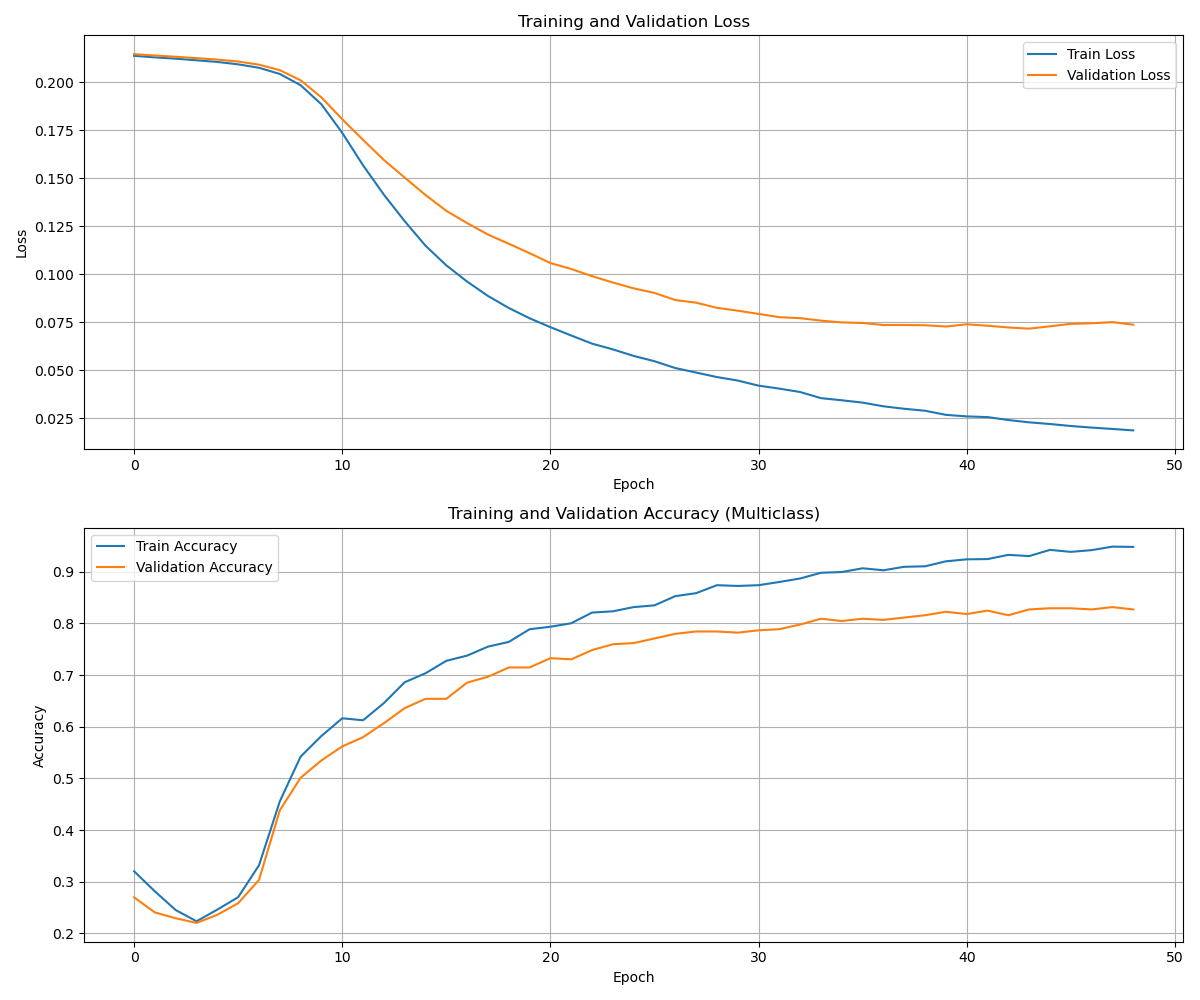 Training and Validation Loss
Train Loss
Validation Loss
0.200
0.175
0.150
0.125
0.100
0.075
0.050
0.025
Loss
0 10 20 30 40 50
Epoch
Training and Validation Accuracy (Multiclass)
Train Accuracy
Validation Accuracy
0.9
0.8
0.7
0.6
0.5
0.4
0.3
0.2
Accuracy
0 10 20 30 40 50
Epoch